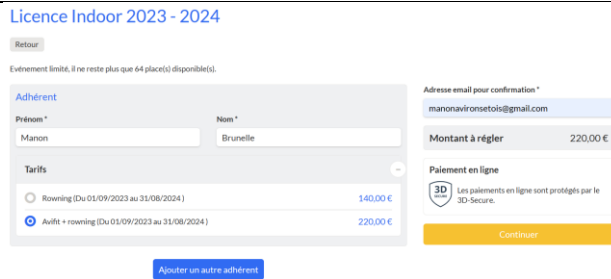 Licence Indoor 2023 - 2024
Retour
Evénement limité, il ne reste plus que 64 place(s) disponible(s).
Adhérent
Prénom *
Nom *
Manon
Brunelle
Tarifs
Rowning (Du 01/09/2023 au 31/08/2024)
140,00 €
Avifit + rowning (Du 01/09/2023 au 31/08/2024)
220,00 €
Ajouter un autre adhérent
Adresse email pour confirmation *
manonavironsetois@gmail.com
Montant à régler
220,00 €
Paiement en ligne
3D
SECURE
Les paiements en ligne sont protégés par le
3D-Secure.
Continuer